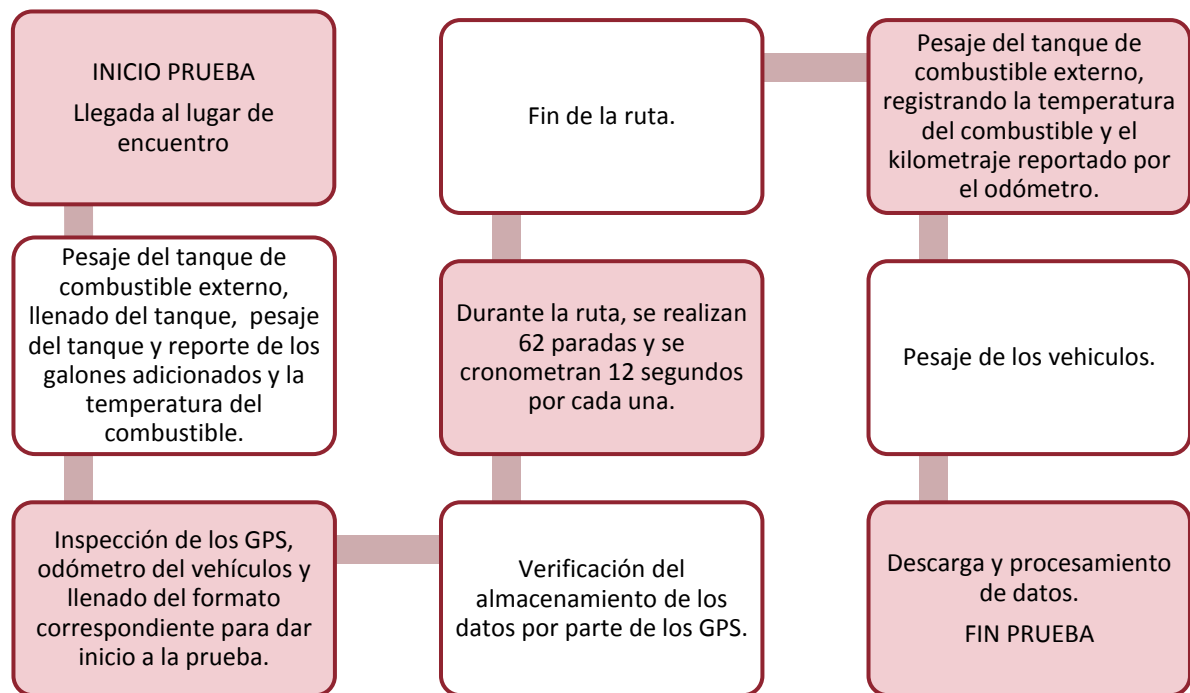 INICIO PRUEBA
Llegada al lugar de
encuentro
Pesaje del tanque de
combustible externo,
llenado del tanque, pesaje
del tanque y reporte de los
galones adicionados y la
temperatura del
combustible.
Inspección de los GPS,
odómetro del vehículos y
llenado del formato
correspondiente para dar
inicio a la prueba.
Verificación del
almacenamiento de los
datos por parte de los GPS.
Durante la ruta, se realizan
62 paradas y se
cronometran 12 segundos
por cada una.
Fin de la ruta.
Pesaje del tanque de
combustible externo,
registrando la temperatura
del combustible y el
kilometraje reportado por
el odómetro.
Pesaje de los vehiculos.
Descarga y procesamiento
de datos.
FIN PRUEBA